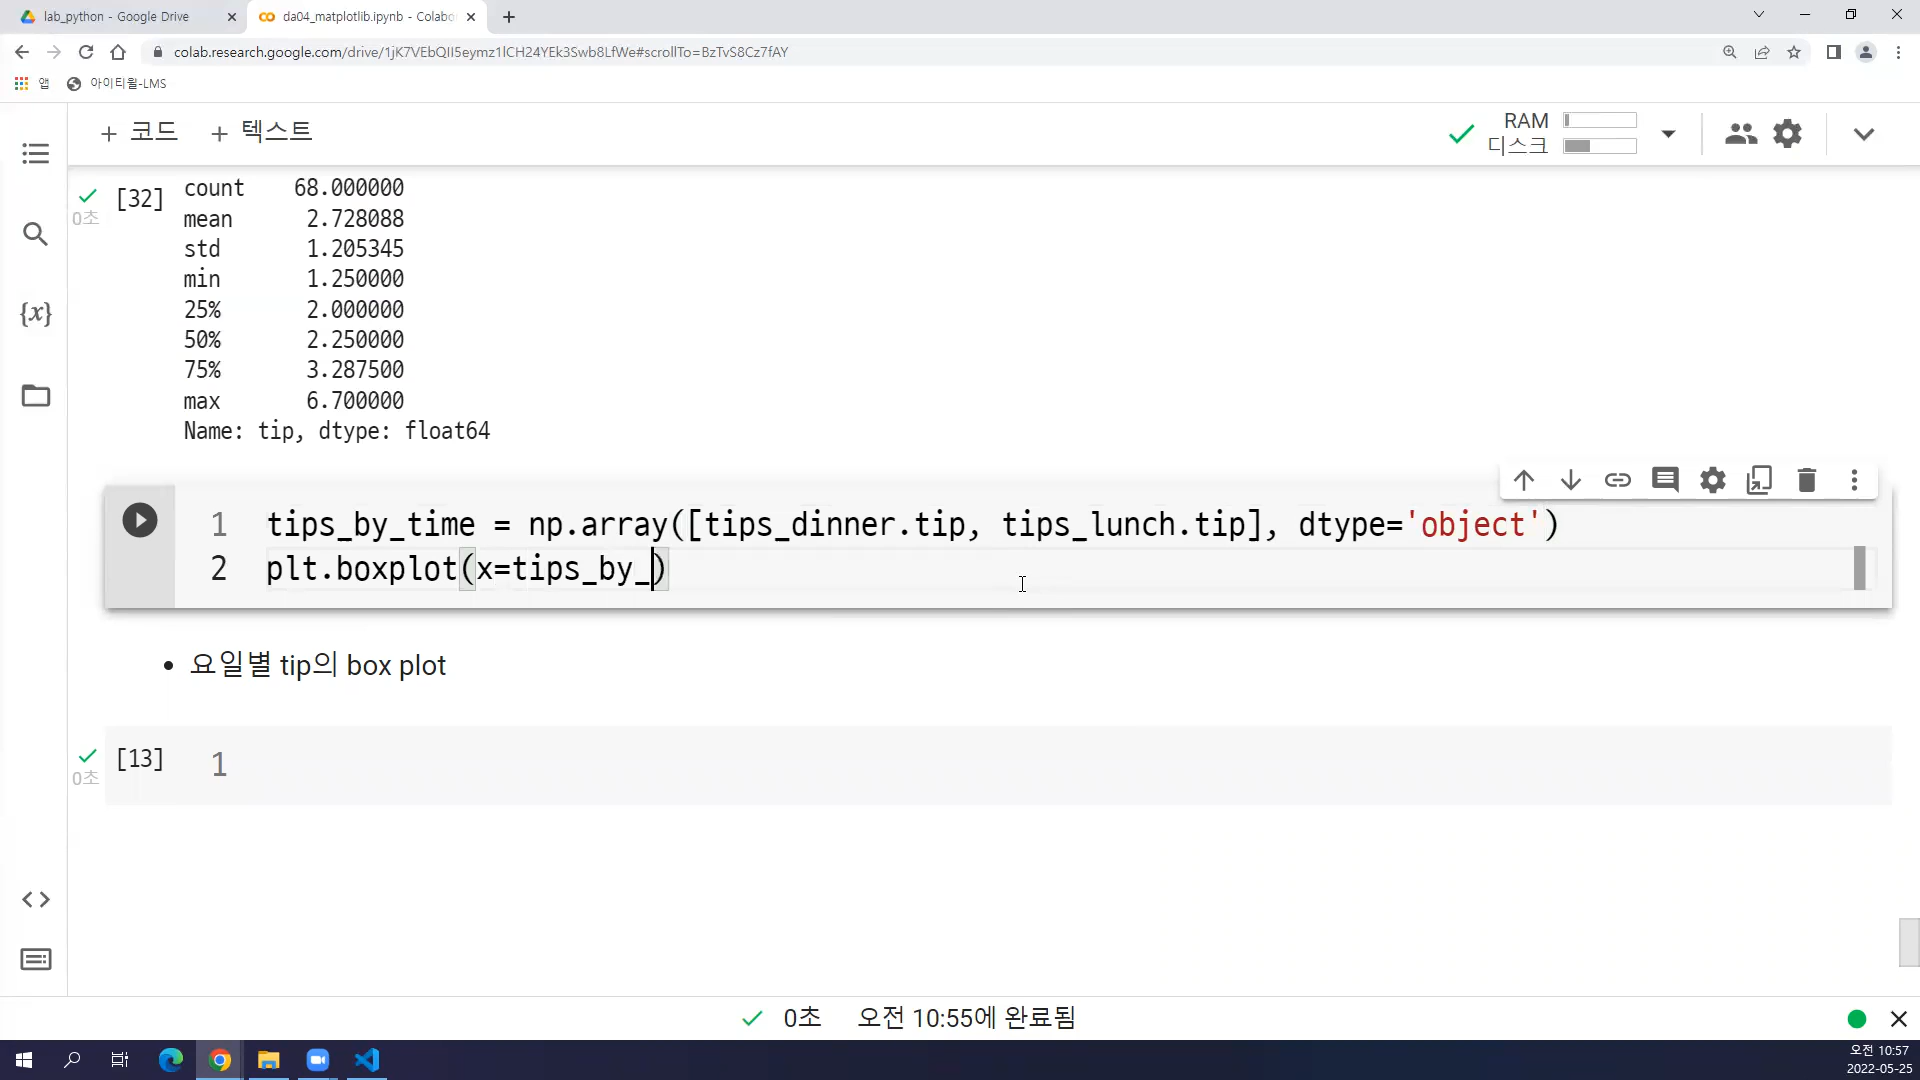 lab_python - Google Drive
da04_matplotlib.ipynb - Colabo
colab.research.google.com/drive/1jK7VEbQII5eymz1lCH24YEk3Swb8LfWe#scrollTo=BzTvS8Cz7fAY
앱
아이티윌-LMS
+ 코드
+ 텍스트
RAM
디스크
0초
[32]
count 68.000000
mean 2.728088
std 1.205345
min 1.250000
25% 2.000000
50% 2.250000
75% 3.287500
max 6.700000
Name: tip, dtype: float64
{x}
1 tips_by_time = np.array([tips_dinner.tip, tips_lunch.tip], dtype='object')
2 plt.boxplot(x=tips_by_)
• 요일별 tip의 box plot
0초
[13]
1
0초 오전 10:55에 완료됨
오전 10:57
2022-05-25